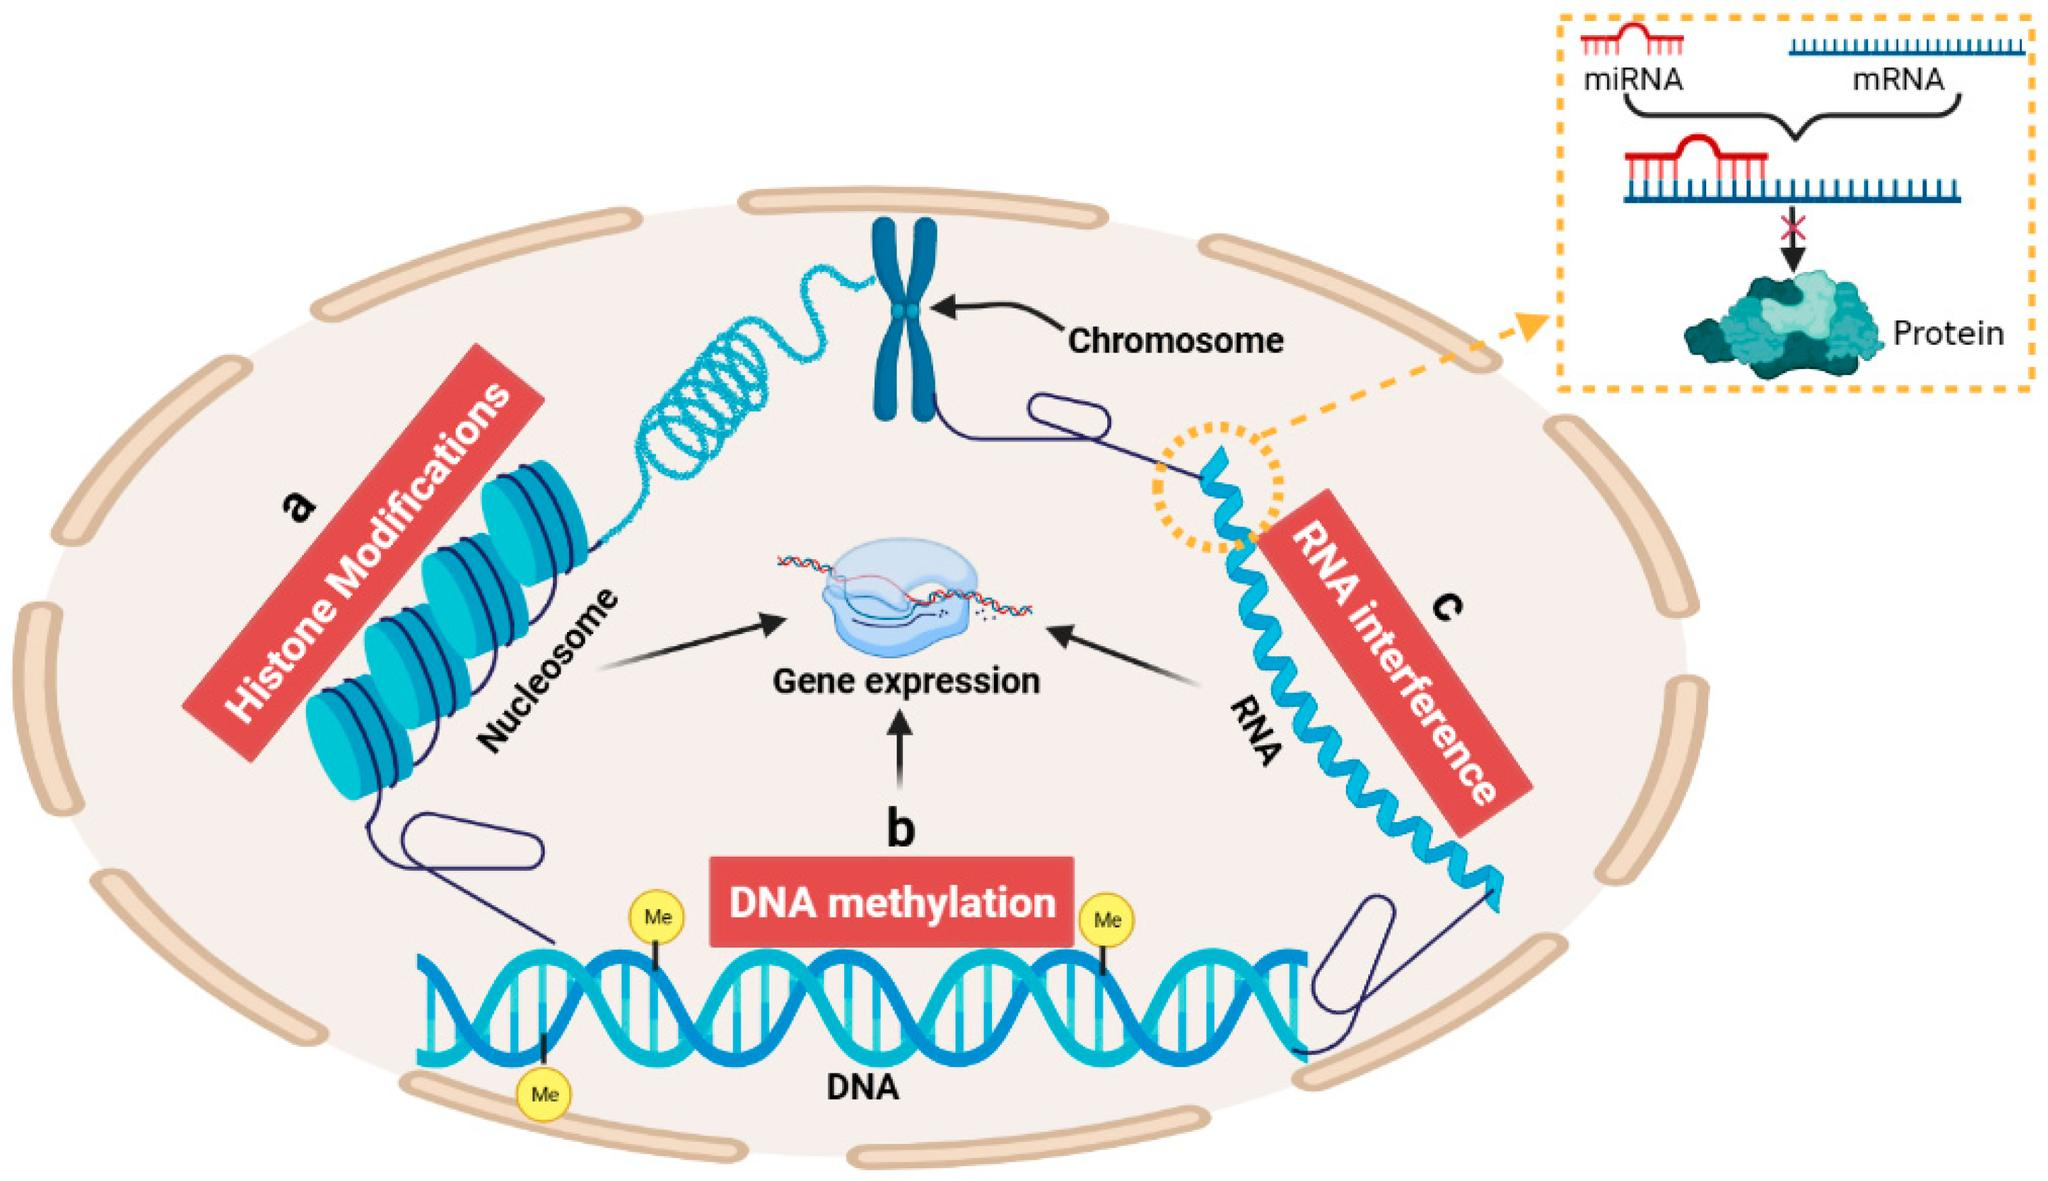 miRNA
mRNA
Protein
Chromosome
a
Histone Modifications
Nucleosome
Gene expression
c
RNA interference
RNA
b
DNA methylation
Me
Me
Me
DNA